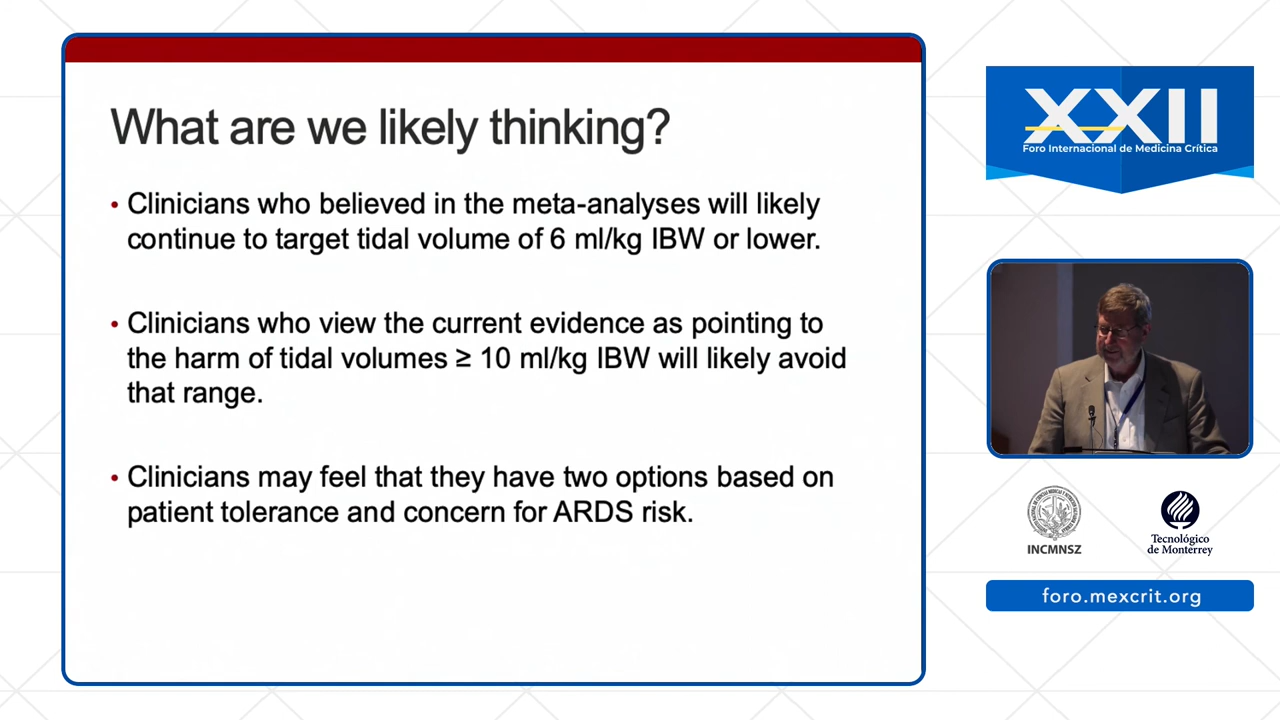 What are we likely thinking?
• Clinicians who believed in the meta-analyses will likely
continue to target tidal volume of 6 ml/kg IBW or lower.
• Clinicians who view the current evidence as pointing to
the harm of tidal volumes ≥ 10 ml/kg IBW will likely avoid
that range.
• Clinicians may feel that they have two options based on
patient tolerance and concern for ARDS risk.
XXII
Foro Internacional de Medicina Crítica
INCMNSZ
Tecnológico
de Monterrey
foro.mexcrit.org